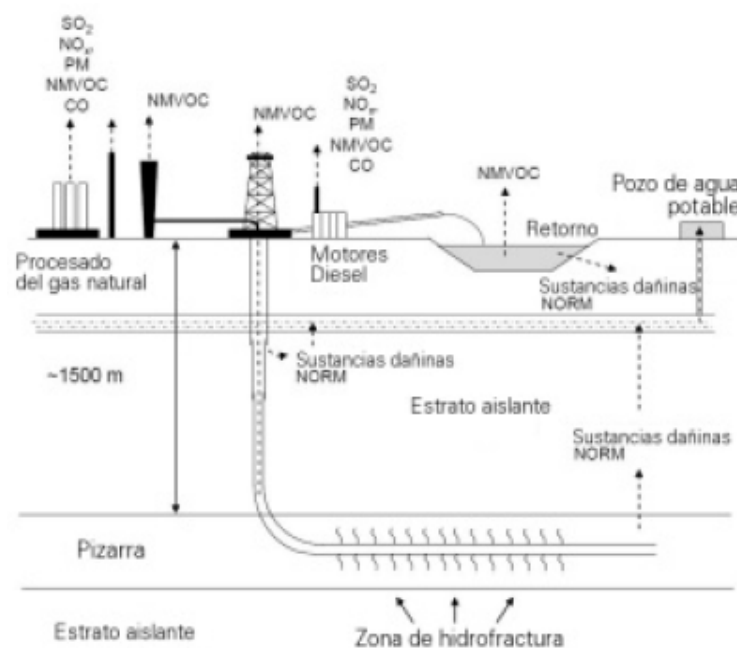 SO2
NOx,
PM
NMVOC
CO
NMVOC
NMVOC
SO2
NOx,
PM
NMVOC
CO
NMVOC
Pozo de agua
potable
Retorno
Motores
Diesel
Procesado
del gas natural
Sustancias dañinas
NORM
Sustancias dañinas
NORM
~1500 m
Estrato aislante
Sustancias dañinas
NORM
Pizarra
Estrato aislante
Zona de hidrofractura